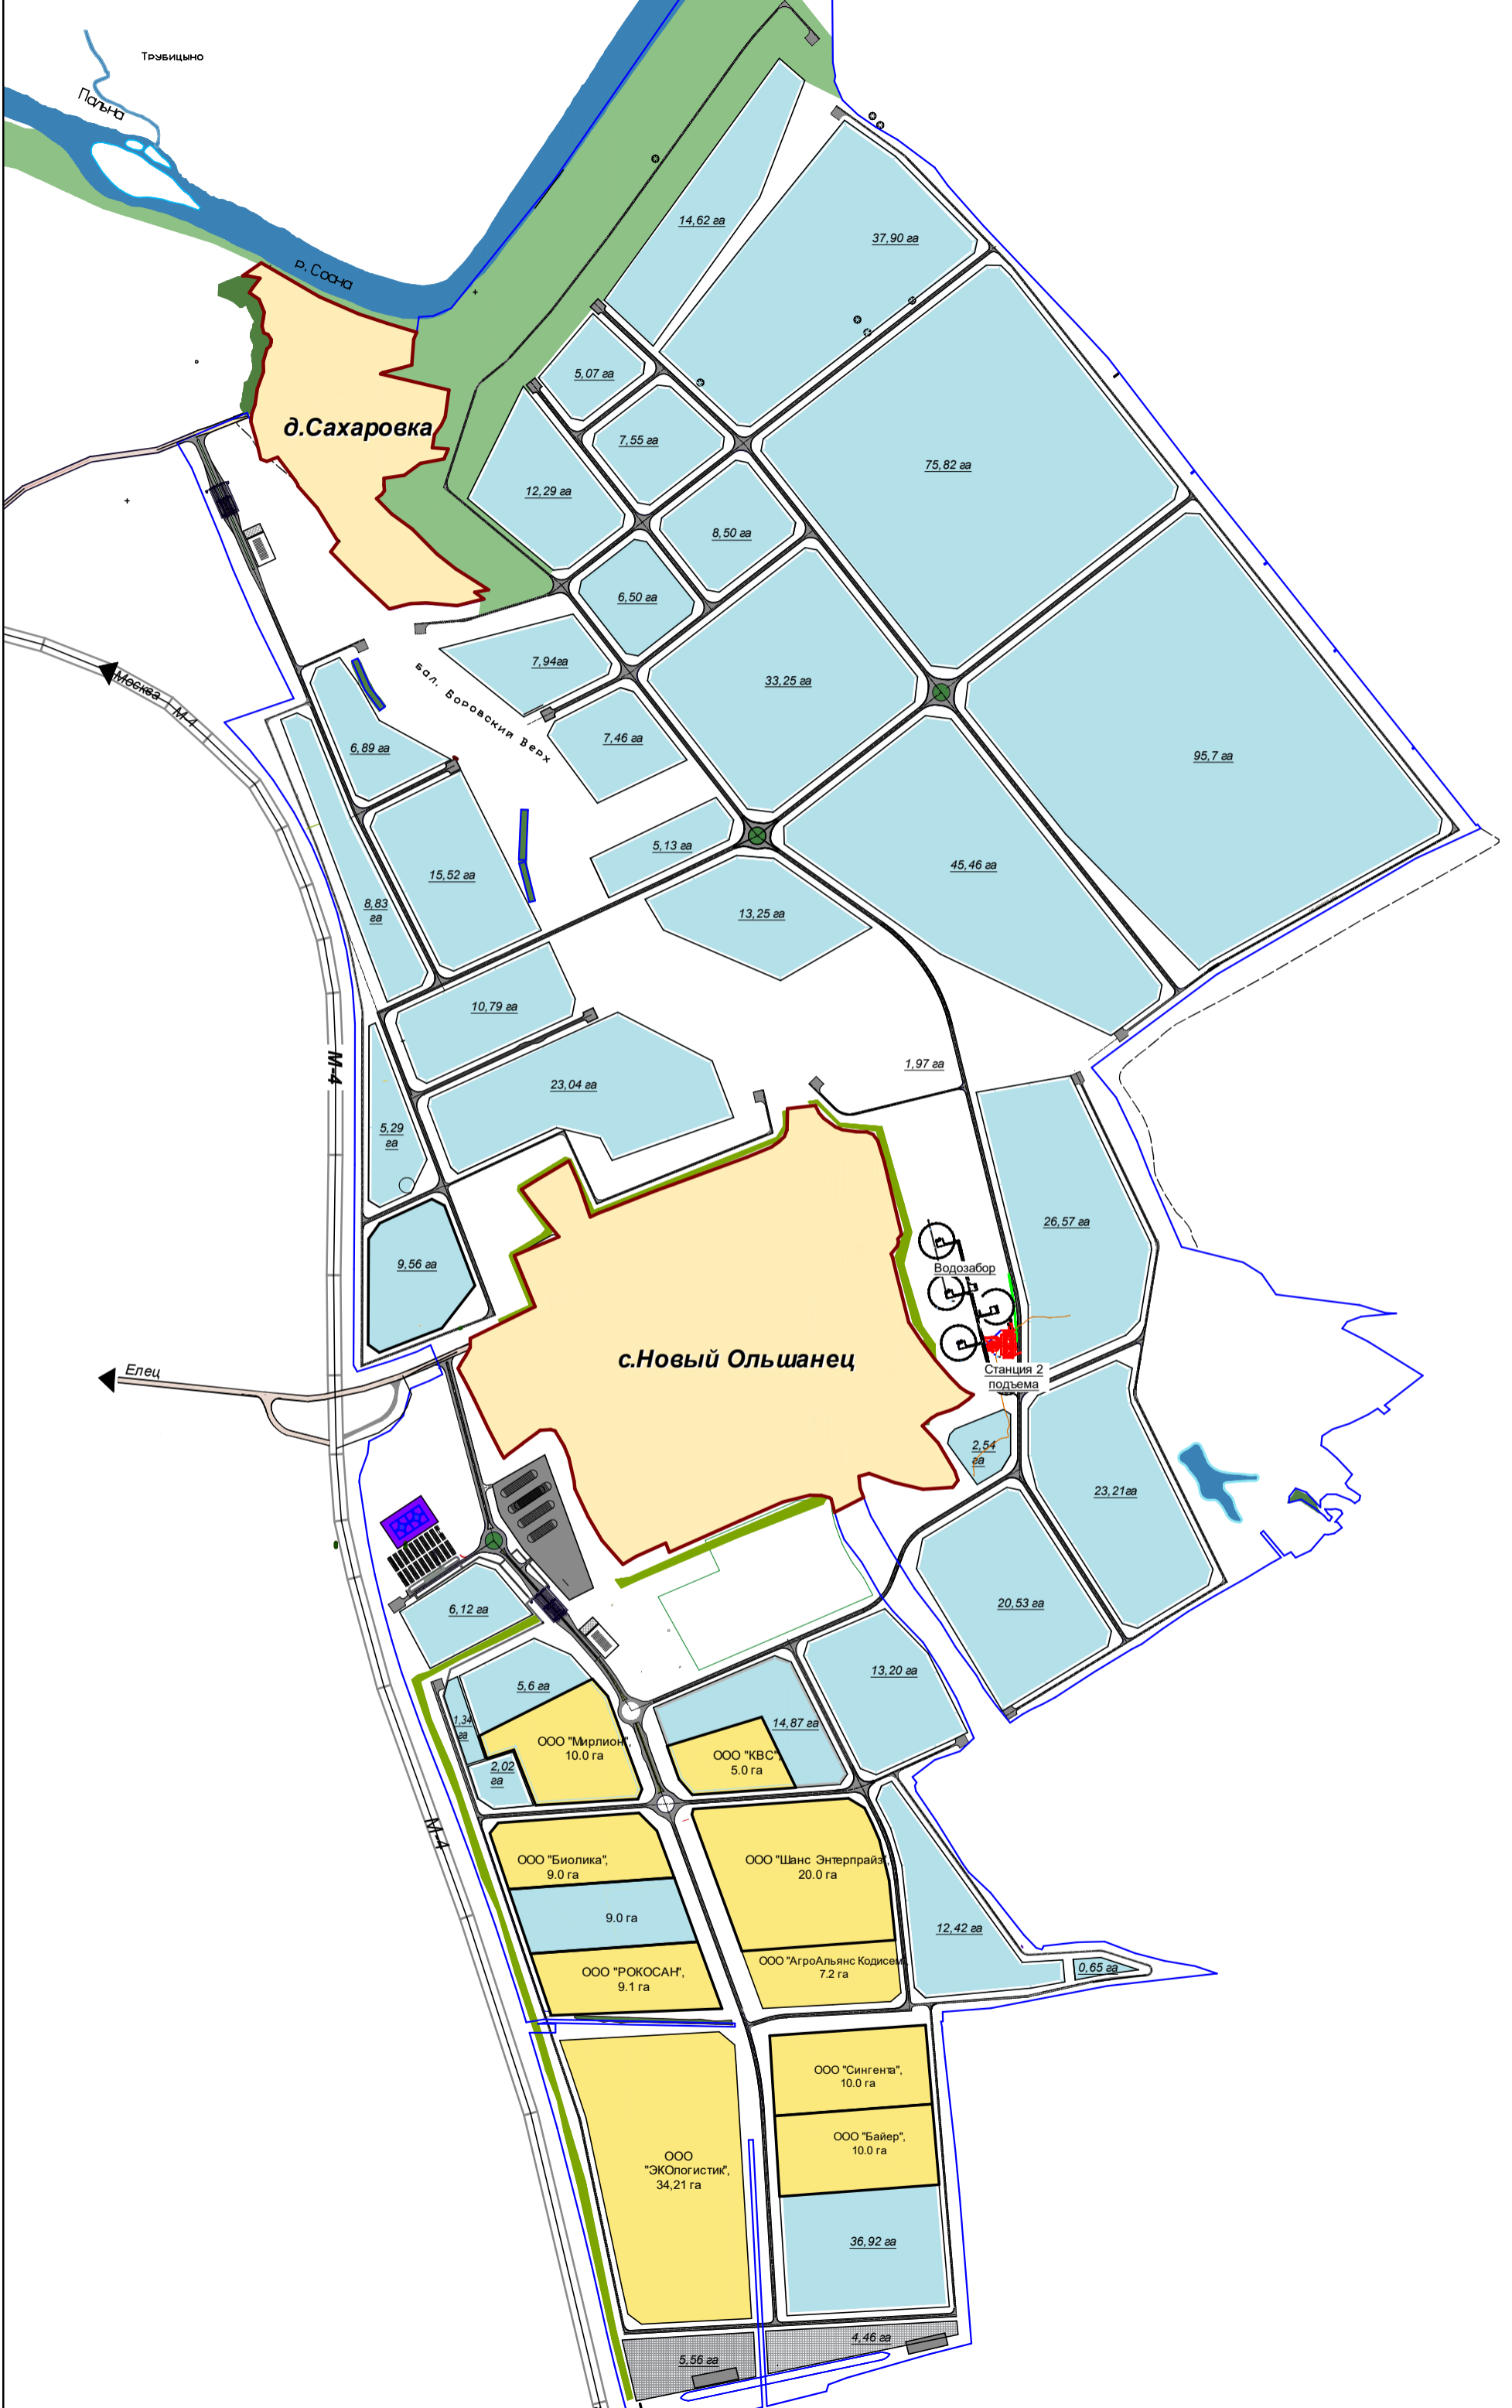 Трубицыно
Пальна
р. Сосна
14,62 га
37,90 га
5,07 га
д.Сахаровка
7,55 га
75,82 га
12,29 га
8,50 га
6,50 га
7,94га
Москва
М-4
бал. Боровский Верх
33,25 га
6,89 га
7,46 га
95,7 га
5,13 га
45,46 га
15,52 га
8,83
га
13,25 га
10,79 га
М-4
23,04 га
1,97 га
5,29
га
26,57 га
9,56 га
Водозабор
с.Новый Ольшанец
Елец
Станция 2
подъема
2,54
га
23,21га
20,53 га
6,12 га
13,20 га
5,6 га
1,34
га
14,87 га
ООО "Мирлион",
10.0 га
ООО "КВС",
5.0 га
2,02
га
М-4
ООО "Биолика",
9.0 га
ООО "Шанс Энтерпрайз",
20.0 га
9.0 га
12,42 га
ООО "АгроАльянс Кодисем",
7.2 га
0,65 га
ООО "РОКОСАН",
9.1 га
ООО "Сингента",
10.0 га
ООО "Байер",
10.0 га
ООО
"ЭКОлогистик",
34,21 га
36,92 га
4,46 га
5,56 га